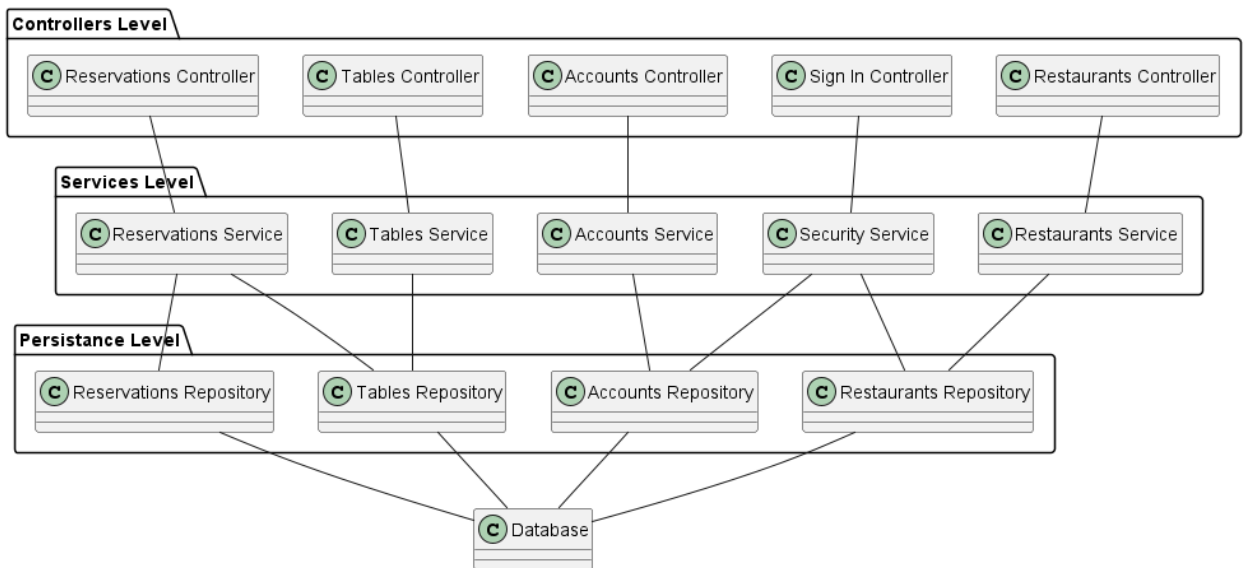 Controllers Level
C Reservations Controller
C Tables Controller
C Accounts Controller
C Sign In Controller
C Restaurants Controller
Services Level
C Reservations Service
C Tables Service
C Accounts Service
C Security Service
C Restaurants Service
Persistance Level
C Reservations Repository
C Tables Repository
C Accounts Repository
C Restaurants Repository
C Database